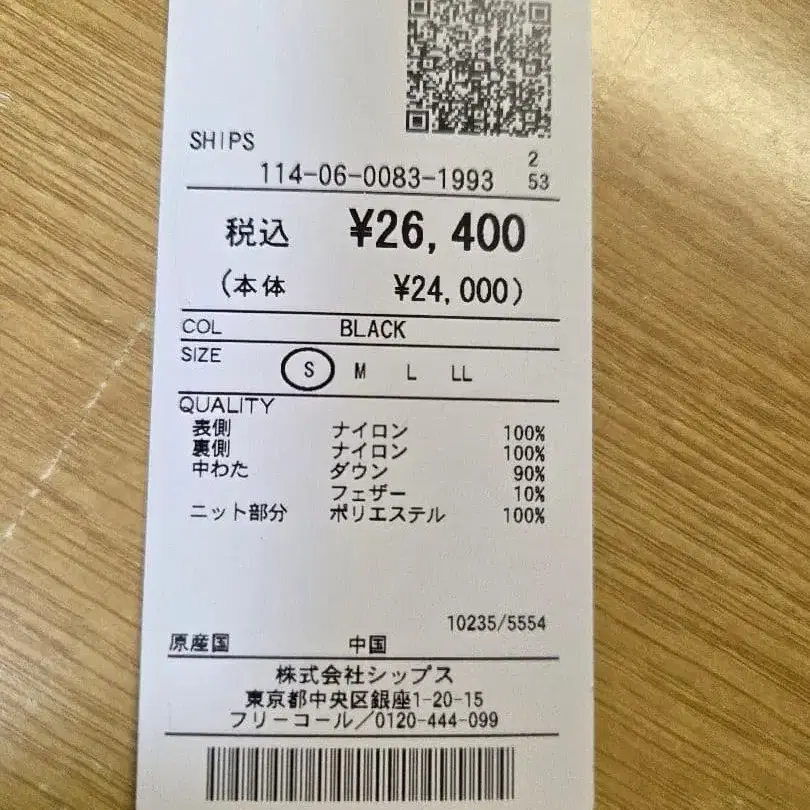 SHIPS
114-06-0083-1993
2
53
税込 ¥26,400
(本体 ¥24,000)
COL BLACK
SIZE S M L LL
QUALITY
表側 ナイロン 100%
裏側 ナイロン 100%
中わた ダウン 90%
フェザー 10%
ニット部分 ポリエステル 100%
10235/5554
原産国 中国
株式会社シップス
東京都中央区銀座1-20-15
フリーコール/0120-444-099